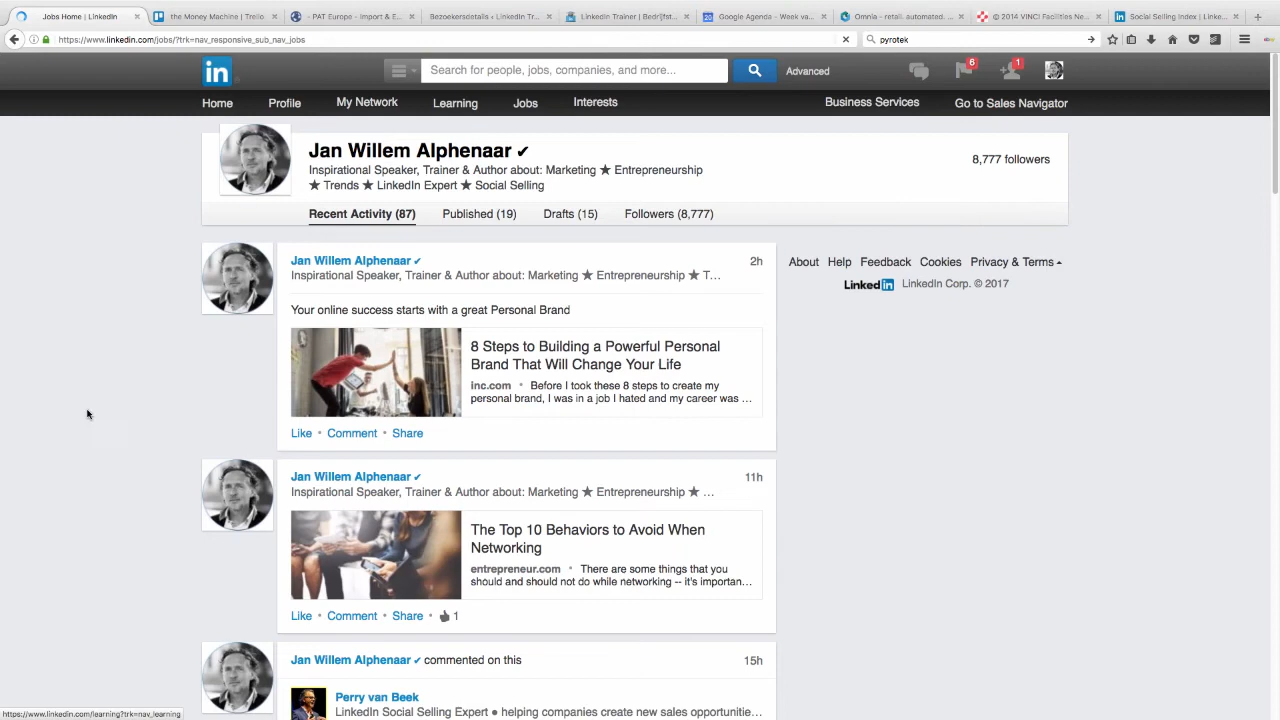 Jobs Home | LinkedIn
the Money Machine | Trello
- PAT Europe - Import & E...
Bezoekersdetails ‹ LinkedIn Tr...
LinkedIn Trainer | Bedrijfst...
Google Agenda - Week va...
Omnia - retail. automated. ...
© 2014 VINCI Facilities Ne...
Social Selling Index | Linke...
https://www.linkedin.com/jobs/?trk=nav_responsive_sub_nav_jobs
pyrotek
in
Search for people, jobs, companies, and more...
Advanced
6
1
Home
Profile
My Network
Learning
Jobs
Interests
Business Services
Go to Sales Navigator
Jan Willem Alphenaar ✔
8,777 followers
Inspirational Speaker, Trainer & Author about: Marketing ★ Entrepreneurship
★ Trends ★ LinkedIn Expert ★ Social Selling
Recent Activity (87)
Published (19)
Drafts (15)
Followers (8,777)
Jan Willem Alphenaar ✔
2h
Inspirational Speaker, Trainer & Author about: Marketing ★ Entrepreneurship ★ T...
Your online success starts with a great Personal Brand
8 Steps to Building a Powerful Personal
Brand That Will Change Your Life
inc.com • Before I took these 8 steps to create my
personal brand, I was in a job I hated and my career was ...
Like • Comment • Share
About
Help
Feedback
Cookies
Privacy & Terms
LinkedIn
LinkedIn Corp. © 2017
Jan Willem Alphenaar ✔
11h
Inspirational Speaker, Trainer & Author about: Marketing ★ Entrepreneurship ★ ...
The Top 10 Behaviors to Avoid When
Networking
entrepreneur.com • There are some things that you
should and should not do while networking -- it's importan...
Like • Comment • Share • 1
Jan Willem Alphenaar ✔ commented on this
15h
Perry van Beek
LinkedIn Social Selling Expert ● helping companies create new sales opportunitie...
https://www.linkedin.com/learning?trk=nav_learning